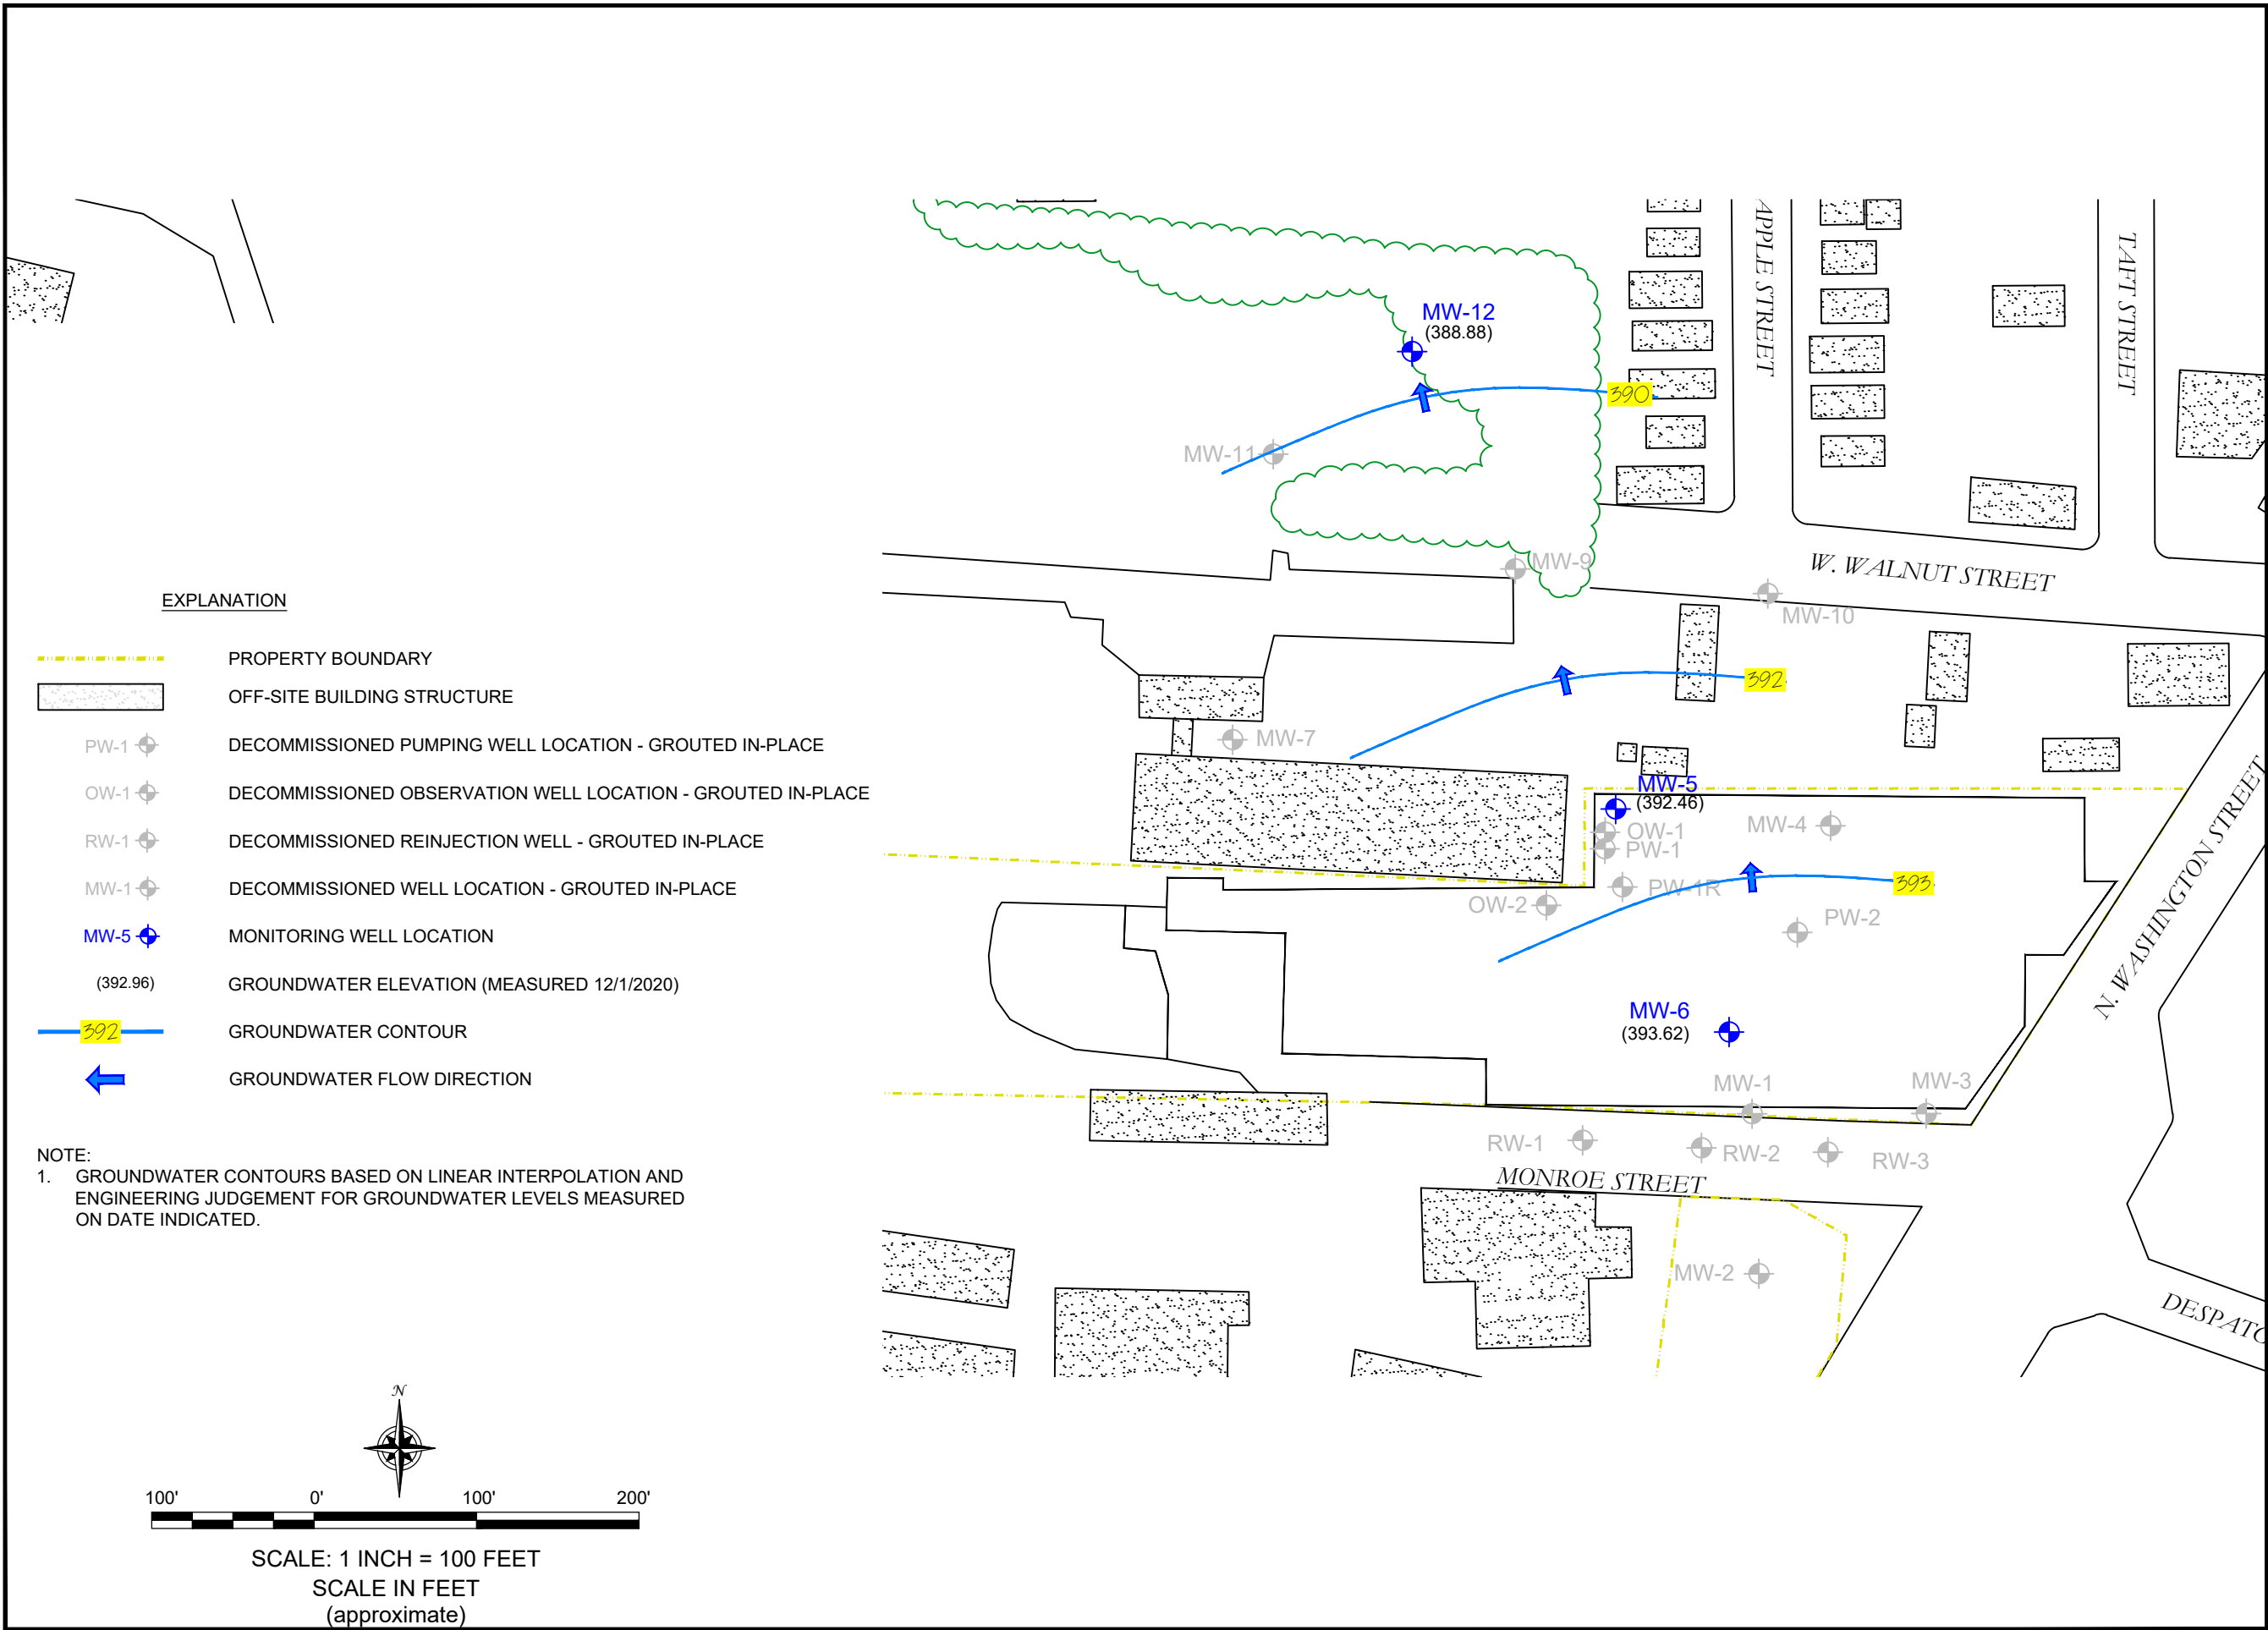 APPLE STREET
TAFT STREET
MW-12
(388.88)
390
MW-11
MW-9
W. WALNUT STREET
MW-10
392
MW-7
MW-5
(392.46)
OW-1
PW-1
MW-4
PW-1R
393
OW-2
PW-2
N. WASHINGTON STREET
MW-6
(393.62)
MW-1
MW-3
RW-1
RW-2
RW-3
MONROE STREET
MW-2
EXPLANATION
PROPERTY BOUNDARY
OFF-SITE BUILDING STRUCTURE
PW-1 DECOMMISSIONED PUMPING WELL LOCATION - GROUTED IN-PLACE
OW-1 DECOMMISSIONED OBSERVATION WELL LOCATION - GROUTED IN-PLACE
RW-1 DECOMMISSIONED REINJECTION WELL - GROUTED IN-PLACE
MW-1 DECOMMISSIONED WELL LOCATION - GROUTED IN-PLACE
MW-5 MONITORING WELL LOCATION
(392.96) GROUNDWATER ELEVATION (MEASURED 12/1/2020)
392 GROUNDWATER CONTOUR
GROUNDWATER FLOW DIRECTION
NOTE:
1. GROUNDWATER CONTOURS BASED ON LINEAR INTERPOLATION AND
ENGINEERING JUDGEMENT FOR GROUNDWATER LEVELS MEASURED
ON DATE INDICATED.
N
100' 0' 100' 200'
SCALE: 1 INCH = 100 FEET
SCALE IN FEET
(approximate)